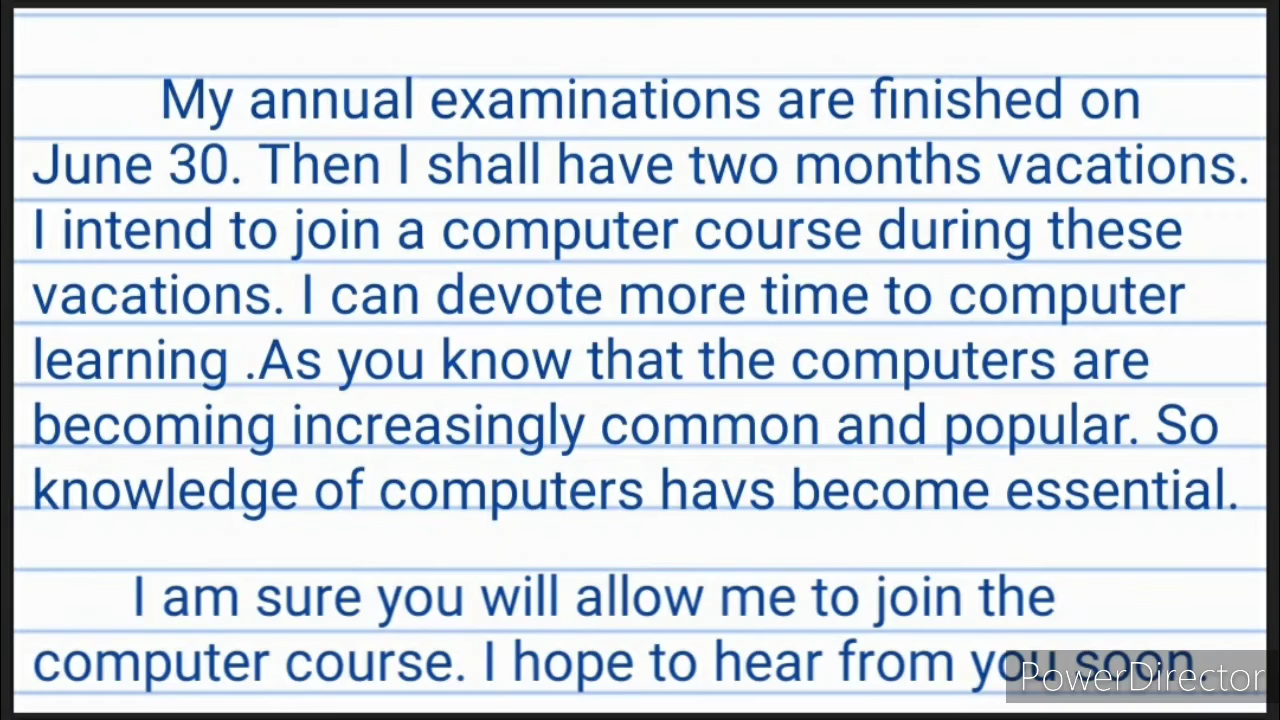 My annual examinations are finished on
June 30. Then I shall have two months vacations.
I intend to join a computer course during these
vacations. I can devote more time to computer
learning .As you know that the computers are
becoming increasingly common and popular. So
knowledge of computers havs become essential.
I am sure you will allow me to join the
computer course. I hope to hear from you soon.
PowerDirector